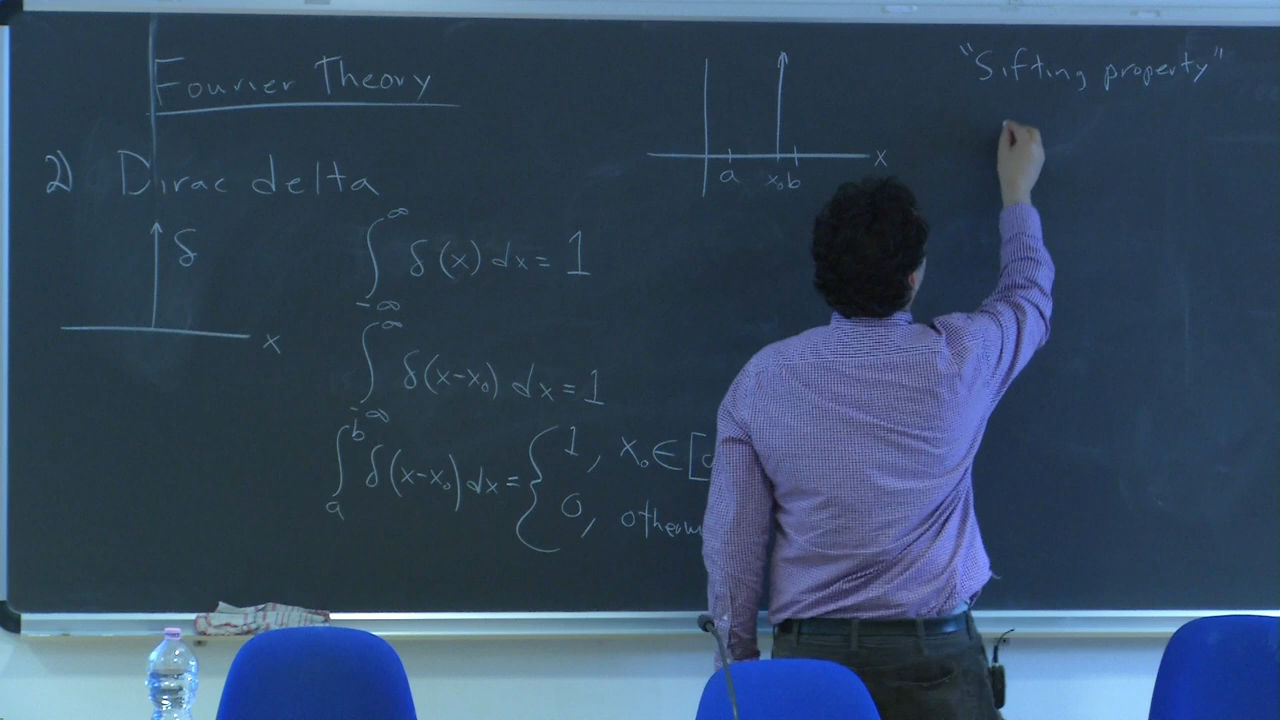 Fourier Theory
2) Dirac delta
δ
x
∫_{-∞}^{∞} δ(x) dx = 1
∫_{-∞}^{∞} δ(x-x₀) dx = 1
∫_a^b δ(x-x₀) dx = { 1, x₀ ∈ [
0,
a x₀ b x
"Sifting property"